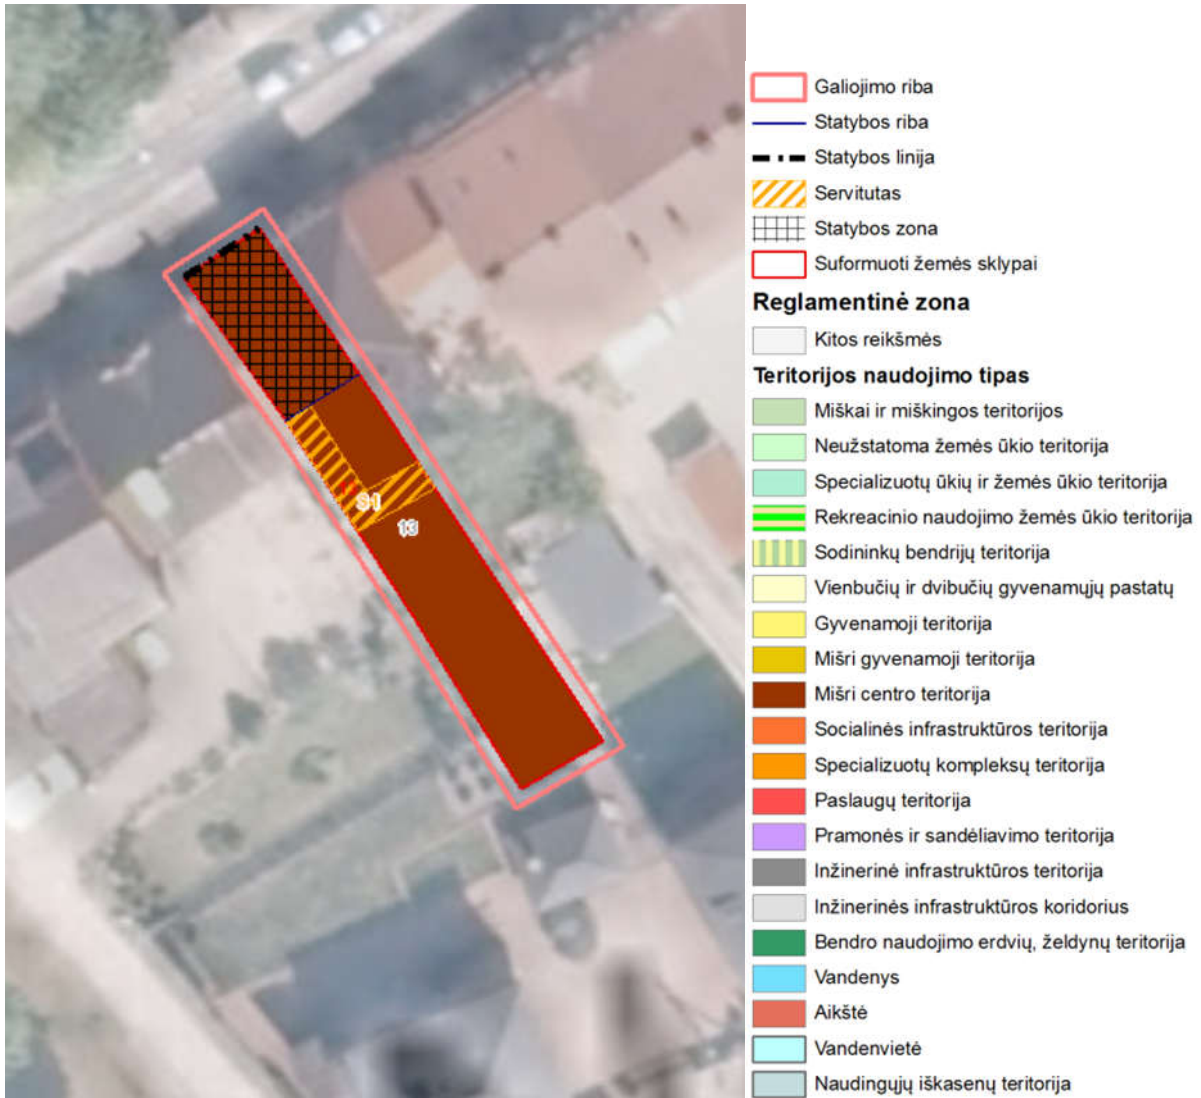 Galiojimo riba
Statybos riba
Statybos linija
Servitutas
Statybos zona
Suformuoti žemės sklypai
Reglamentinė zona
Kitos reikšmės
Teritorijos naudojimo tipas
Miškai ir miškingos teritorijos
Neužstatoma žemės ūkio teritorija
Specializuotų ūkių ir žemės ūkio teritorija
Rekreacinio naudojimo žemės ūkio teritorija
Sodininkų bendrijų teritorija
Vienbučių ir dvibučių gyvenamųjų pastatų
Gyvenamoji teritorija
Mišri gyvenamoji teritorija
Mišri centro teritorija
Socialinės infrastruktūros teritorija
Specializuotų kompleksų teritorija
Paslaugų teritorija
Pramonės ir sandėliavimo teritorija
Inžinerinė infrastruktūros teritorija
Inžinerinės infrastruktūros koridorius
Bendro naudojimo erdvių, želdynų teritorija
Vandenys
Aikštė
Vandenvietė
Naudingųjų iškasenų teritorija
13